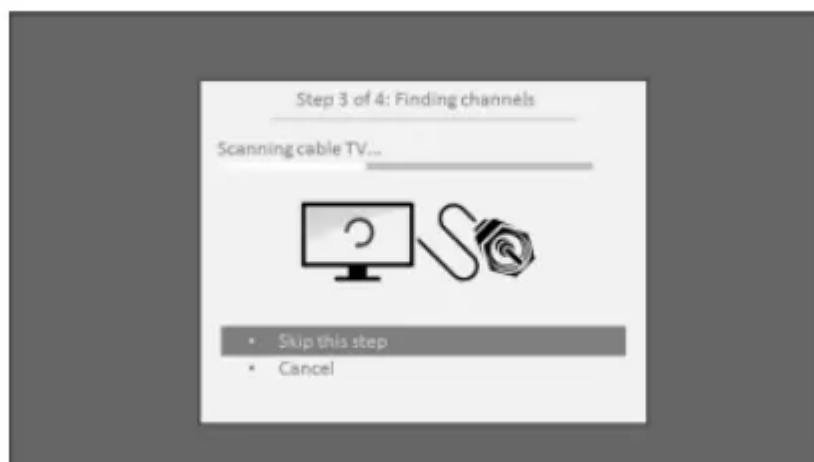 Step 3 of 4: Finding channels
Scanning cable TV...
• Skip this step
• Cancel